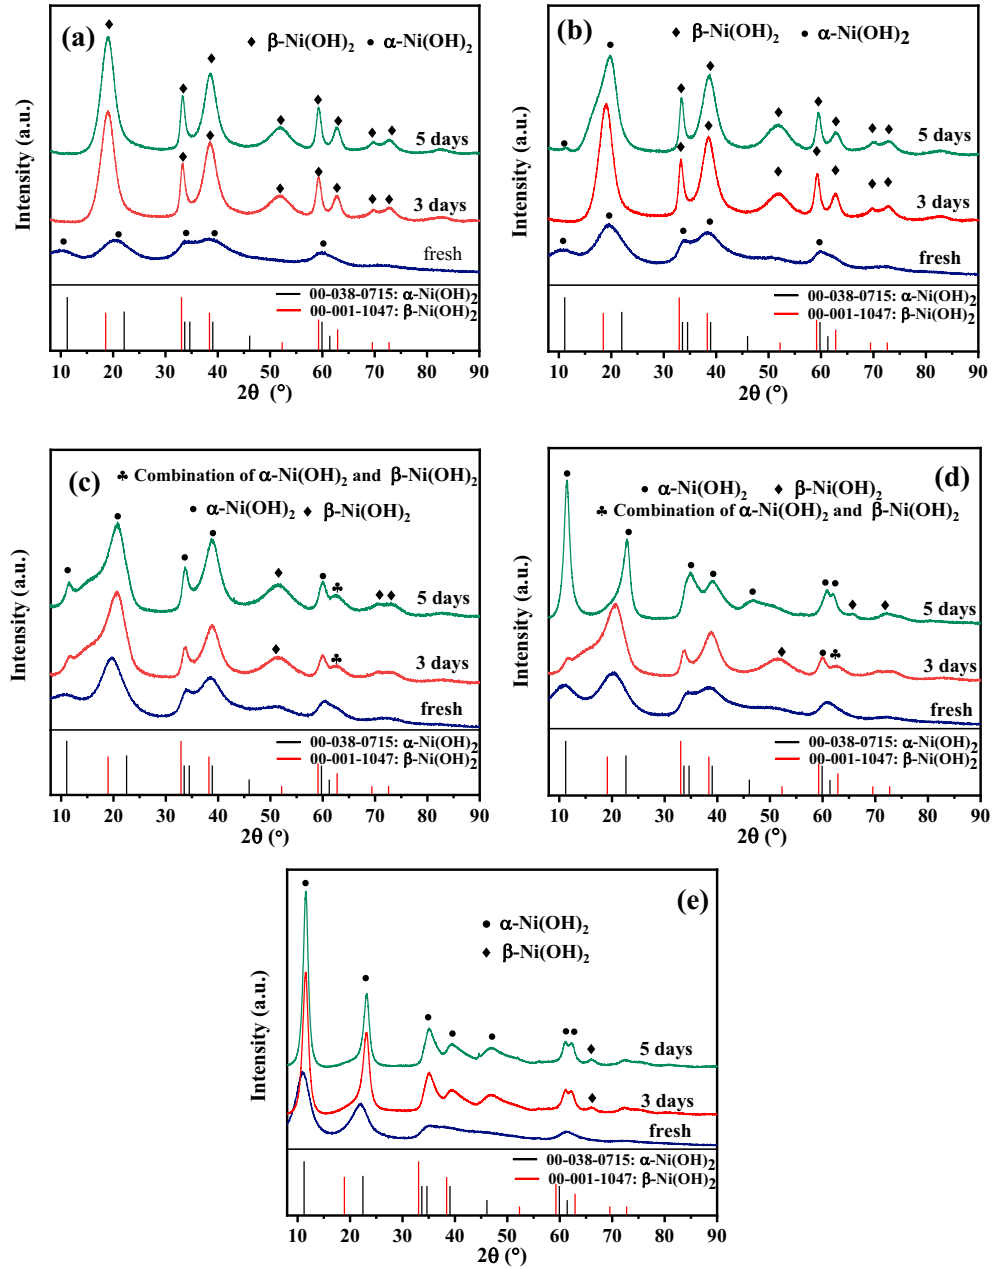 (a)
♦ β-Ni(OH)2 ● α-Ni(OH)2
5 days
3 days
fresh
00-038-0715: α-Ni(OH)2
00-001-1047: β-Ni(OH)2
10 20 30 40 50 60 70 80 90
2θ (°)
Intensity (a.u.)
(b)
♦ β-Ni(OH)2 ● α-Ni(OH)2
5 days
3 days
fresh
00-038-0715: α-Ni(OH)2
00-001-1047: β-Ni(OH)2
10 20 30 40 50 60 70 80 90
2θ (°)
Intensity (a.u.)
(c)
♣ Combination of α-Ni(OH)2 and β-Ni(OH)2
● α-Ni(OH)2 ♦ β-Ni(OH)2
5 days
3 days
fresh
00-038-0715: α-Ni(OH)2
00-001-1047: β-Ni(OH)2
10 20 30 40 50 60 70 80 90
2θ (°)
Intensity (a.u.)
(d)
● α-Ni(OH)2 ♦ β-Ni(OH)2
♣ Combination of α-Ni(OH)2 and β-Ni(OH)2
5 days
3 days
fresh
00-038-0715: α-Ni(OH)2
00-001-1047: β-Ni(OH)2
10 20 30 40 50 60 70 80 90
2θ (°)
Intensity (a.u.)
(e)
● α-Ni(OH)2
♦ β-Ni(OH)2
5 days
3 days
fresh
00-038-0715: α-Ni(OH)2
00-001-1047: β-Ni(OH)2
10 20 30 40 50 60 70 80 90
2θ (°)
Intensity (a.u.)